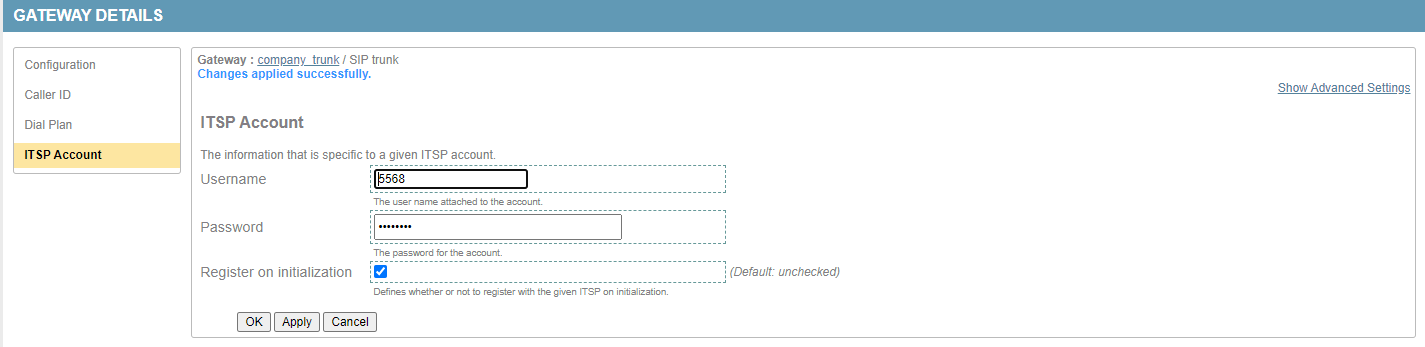 GATEWAY DETAILS
Configuration
Caller ID
Dial Plan
ITSP Account
Gateway : company_trunk / SIP trunk
Changes applied successfully.
Show Advanced Settings
ITSP Account
The information that is specific to a given ITSP account.
Username
5568
The user name attached to the account.
Password
••••••••
The password for the account.
Register on initialization (Default: unchecked)
Defines whether or not to register with the given ITSP on initialization.
OK Apply Cancel